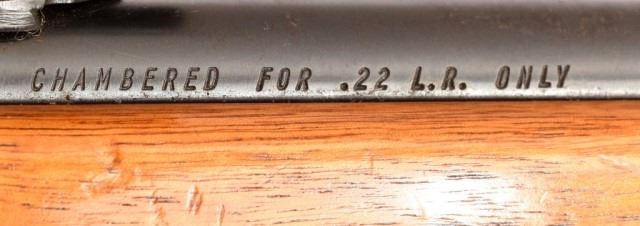 CHAMBERED FOR .22 L.R. ONLY